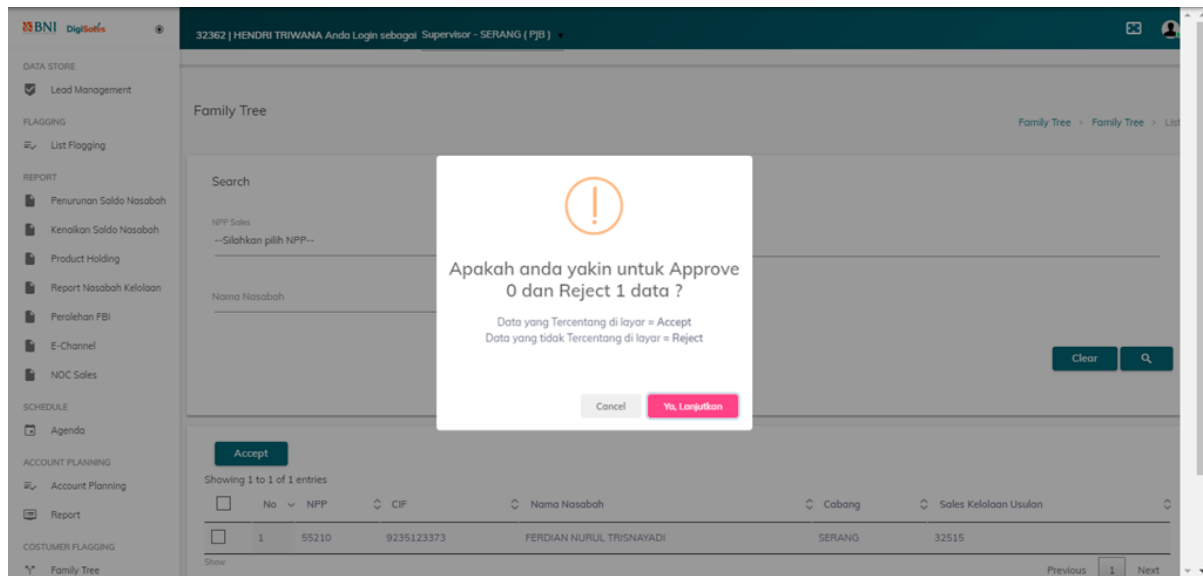 BNI DigiSales
32362 | HENDRI TRIWANA Anda Login sebagai Supervisor - SERANG ( PJB )
DATA STORE
Lead Management
FLAGGING
List Flagging
REPORT
Penurunan Saldo Nasabah
Kenaikan Saldo Nasabah
Product Holding
Report Nasabah Kelolaan
Perolehan FBI
E-Channel
NOC Sales
SCHEDULE
Agenda
ACCOUNT PLANNING
Account Planning
Report
COSTUMER FLAGGING
Family Tree
Family Tree
Family Tree > Family Tree > List
Search
NPP Sales
--Silahkan pilih NPP--
Nama Nasabah
Apakah anda yakin untuk Approve
0 dan Reject 1 data ?
Data yang Tercentang di layar = Accept
Data yang tidak Tercentang di layar = Reject
Cancel Ya, Lanjutkan
Clear
Accept
Showing 1 to 1 of 1 entries
No NPP CIF Nama Nasabah Cabang Sales Kelolaan Usulan
1 55210 9235123373 FERDIAN NURUL TRISNAYADI SERANG 32515
Show
Previous 1 Next